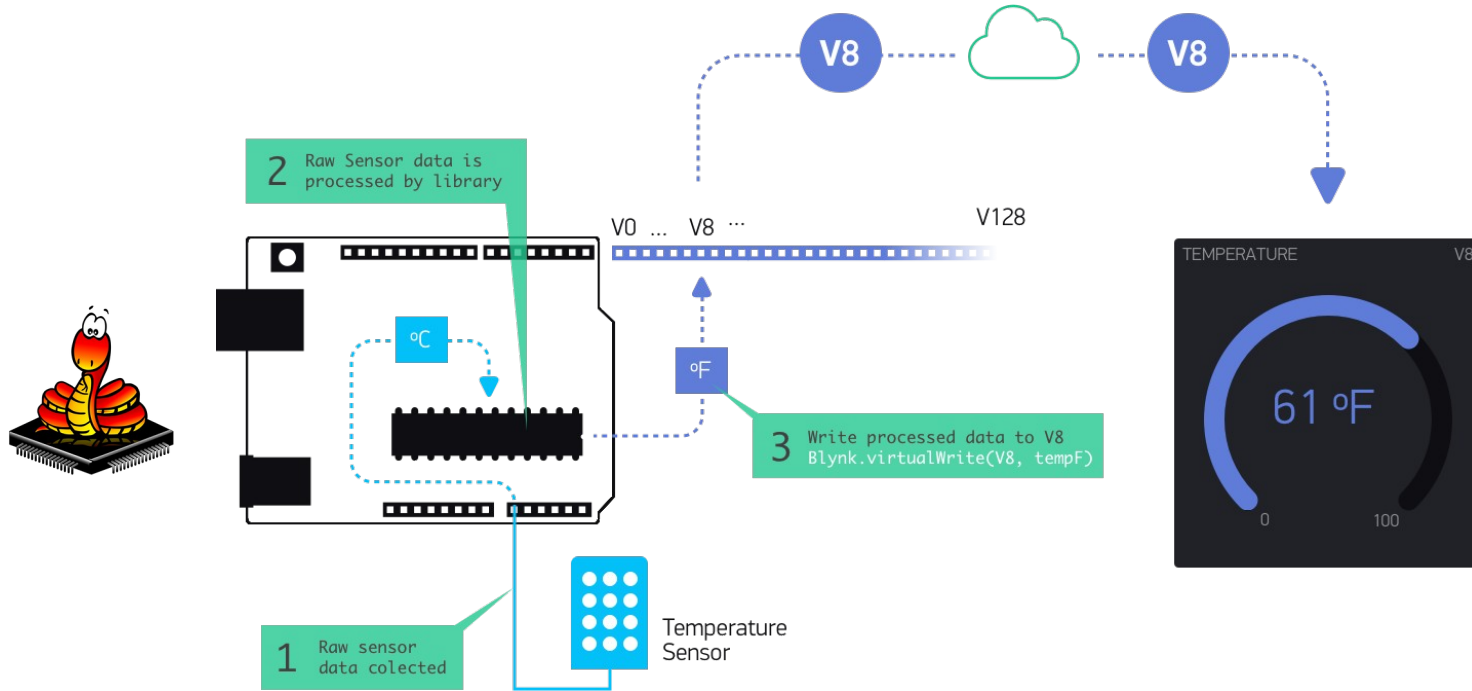 V8
V8
2
Raw Sensor data is
processed by library
V0 ... V8 ...
V128
TEMPERATURE V8
ºC
ºF
61 ºF
3
Write processed data to V8
Blynk.virtualWrite(V8, tempF)
0 100
Temperature
Sensor
1
Raw sensor
data colected